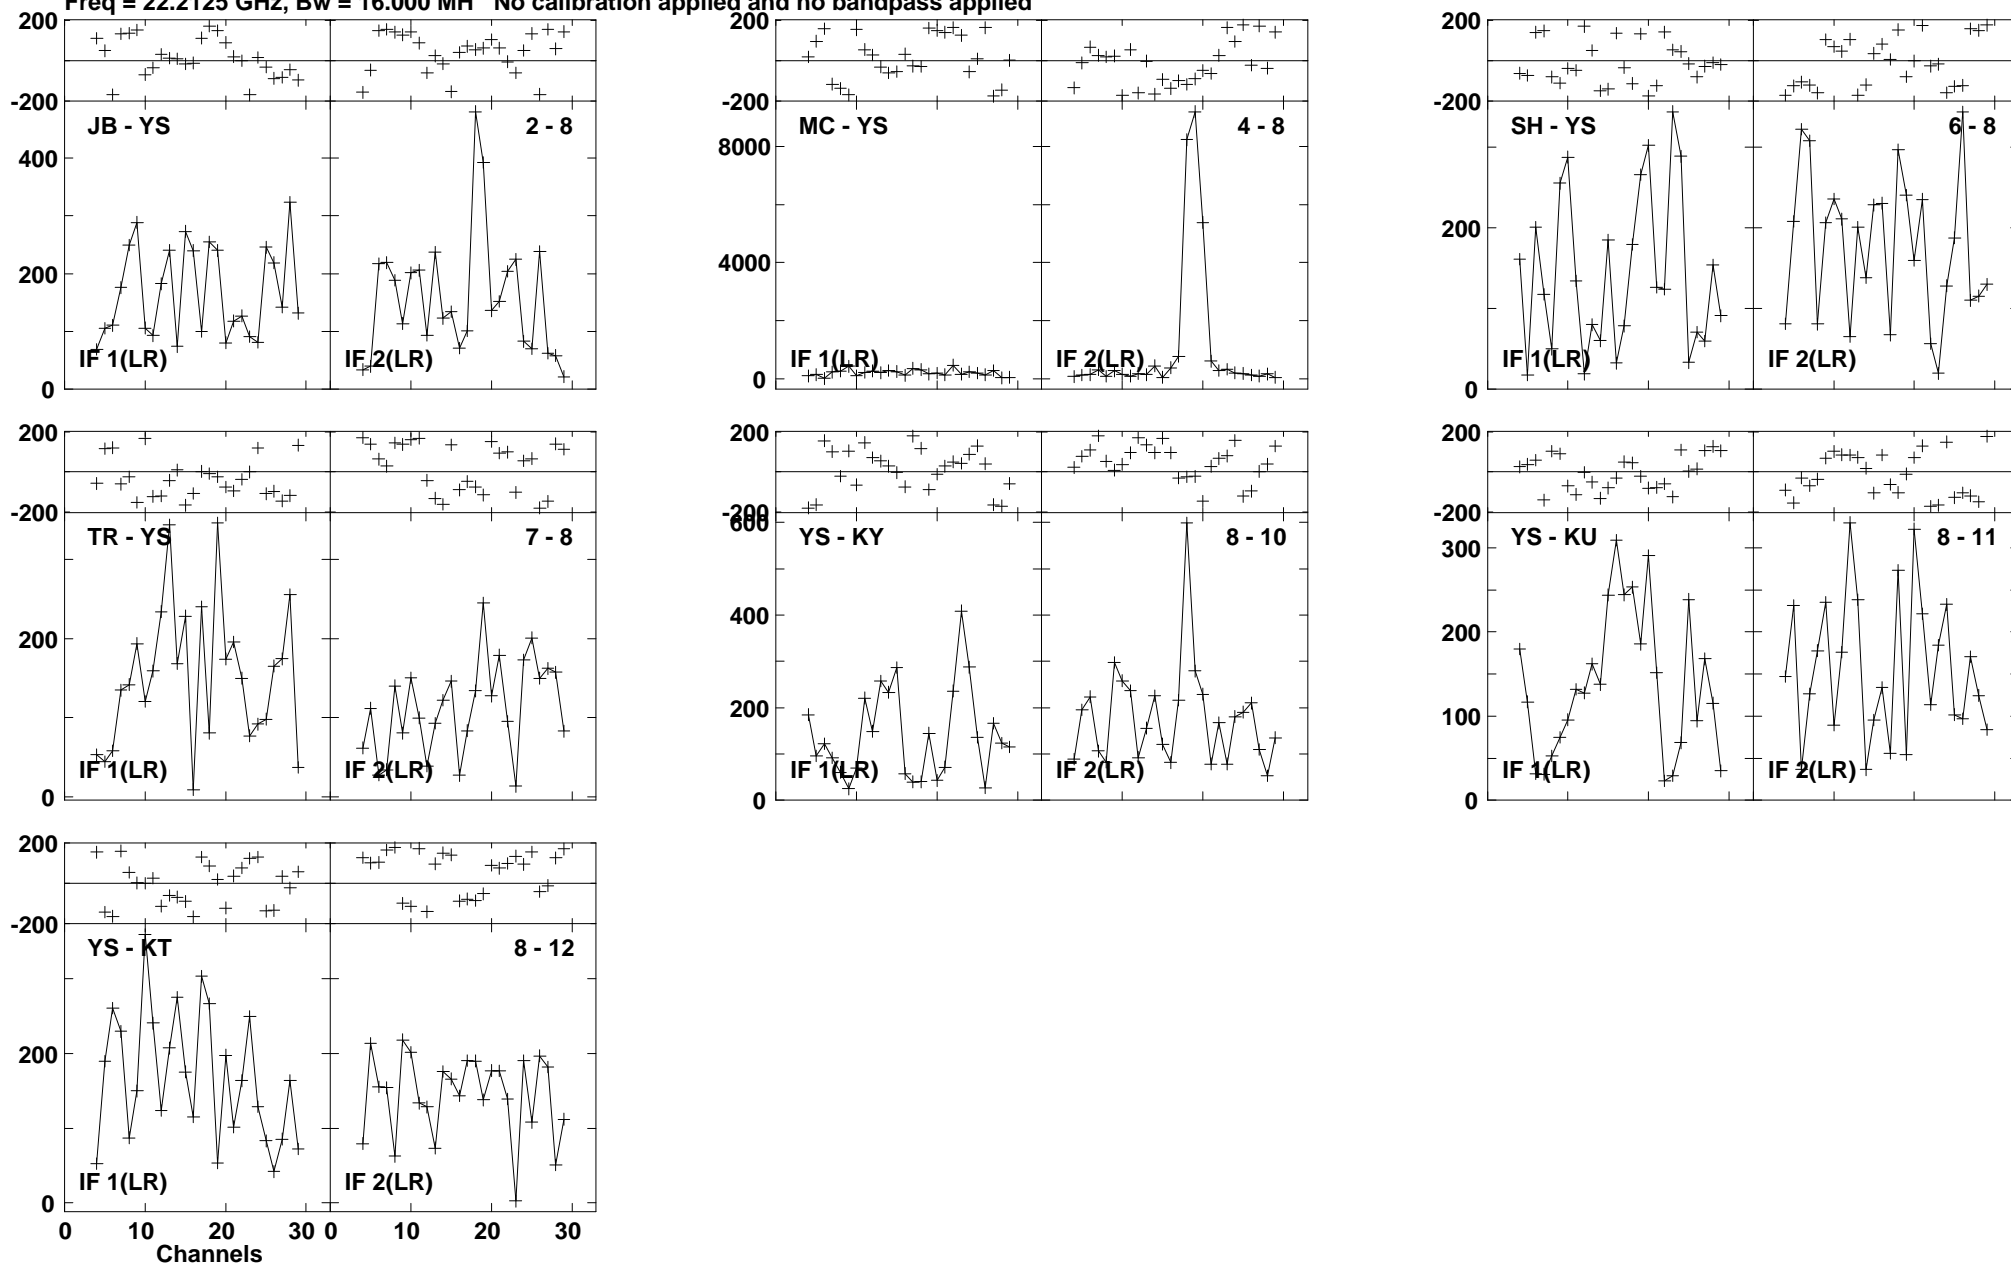 Freq = 22.2125 GHz, Bw = 16.000 MH No calibration applied and no bandpass applied
200
-200
JB - YS
2 - 8
400
200
0
IF 1(LR)
IF 2(LR)
200
-200
MC - YS
4 - 8
8000
4000
0
IF 1(LR)
IF 2(LR)
200
-200
SH - YS
6 - 8
200
0
IF 1(LR)
IF 2(LR)
200
-200
TR - YS
7 - 8
200
0
IF 1(LR)
IF 2(LR)
200
-200
600
YS - KY
8 - 10
400
200
0
IF 1(LR)
IF 2(LR)
200
-200
YS - KU
8 - 11
300
200
100
0
IF 1(LR)
IF 2(LR)
200
-200
YS - KT
8 - 12
200
0
IF 1(LR)
IF 2(LR)
0 10 20 30 0 10 20 30
Channels